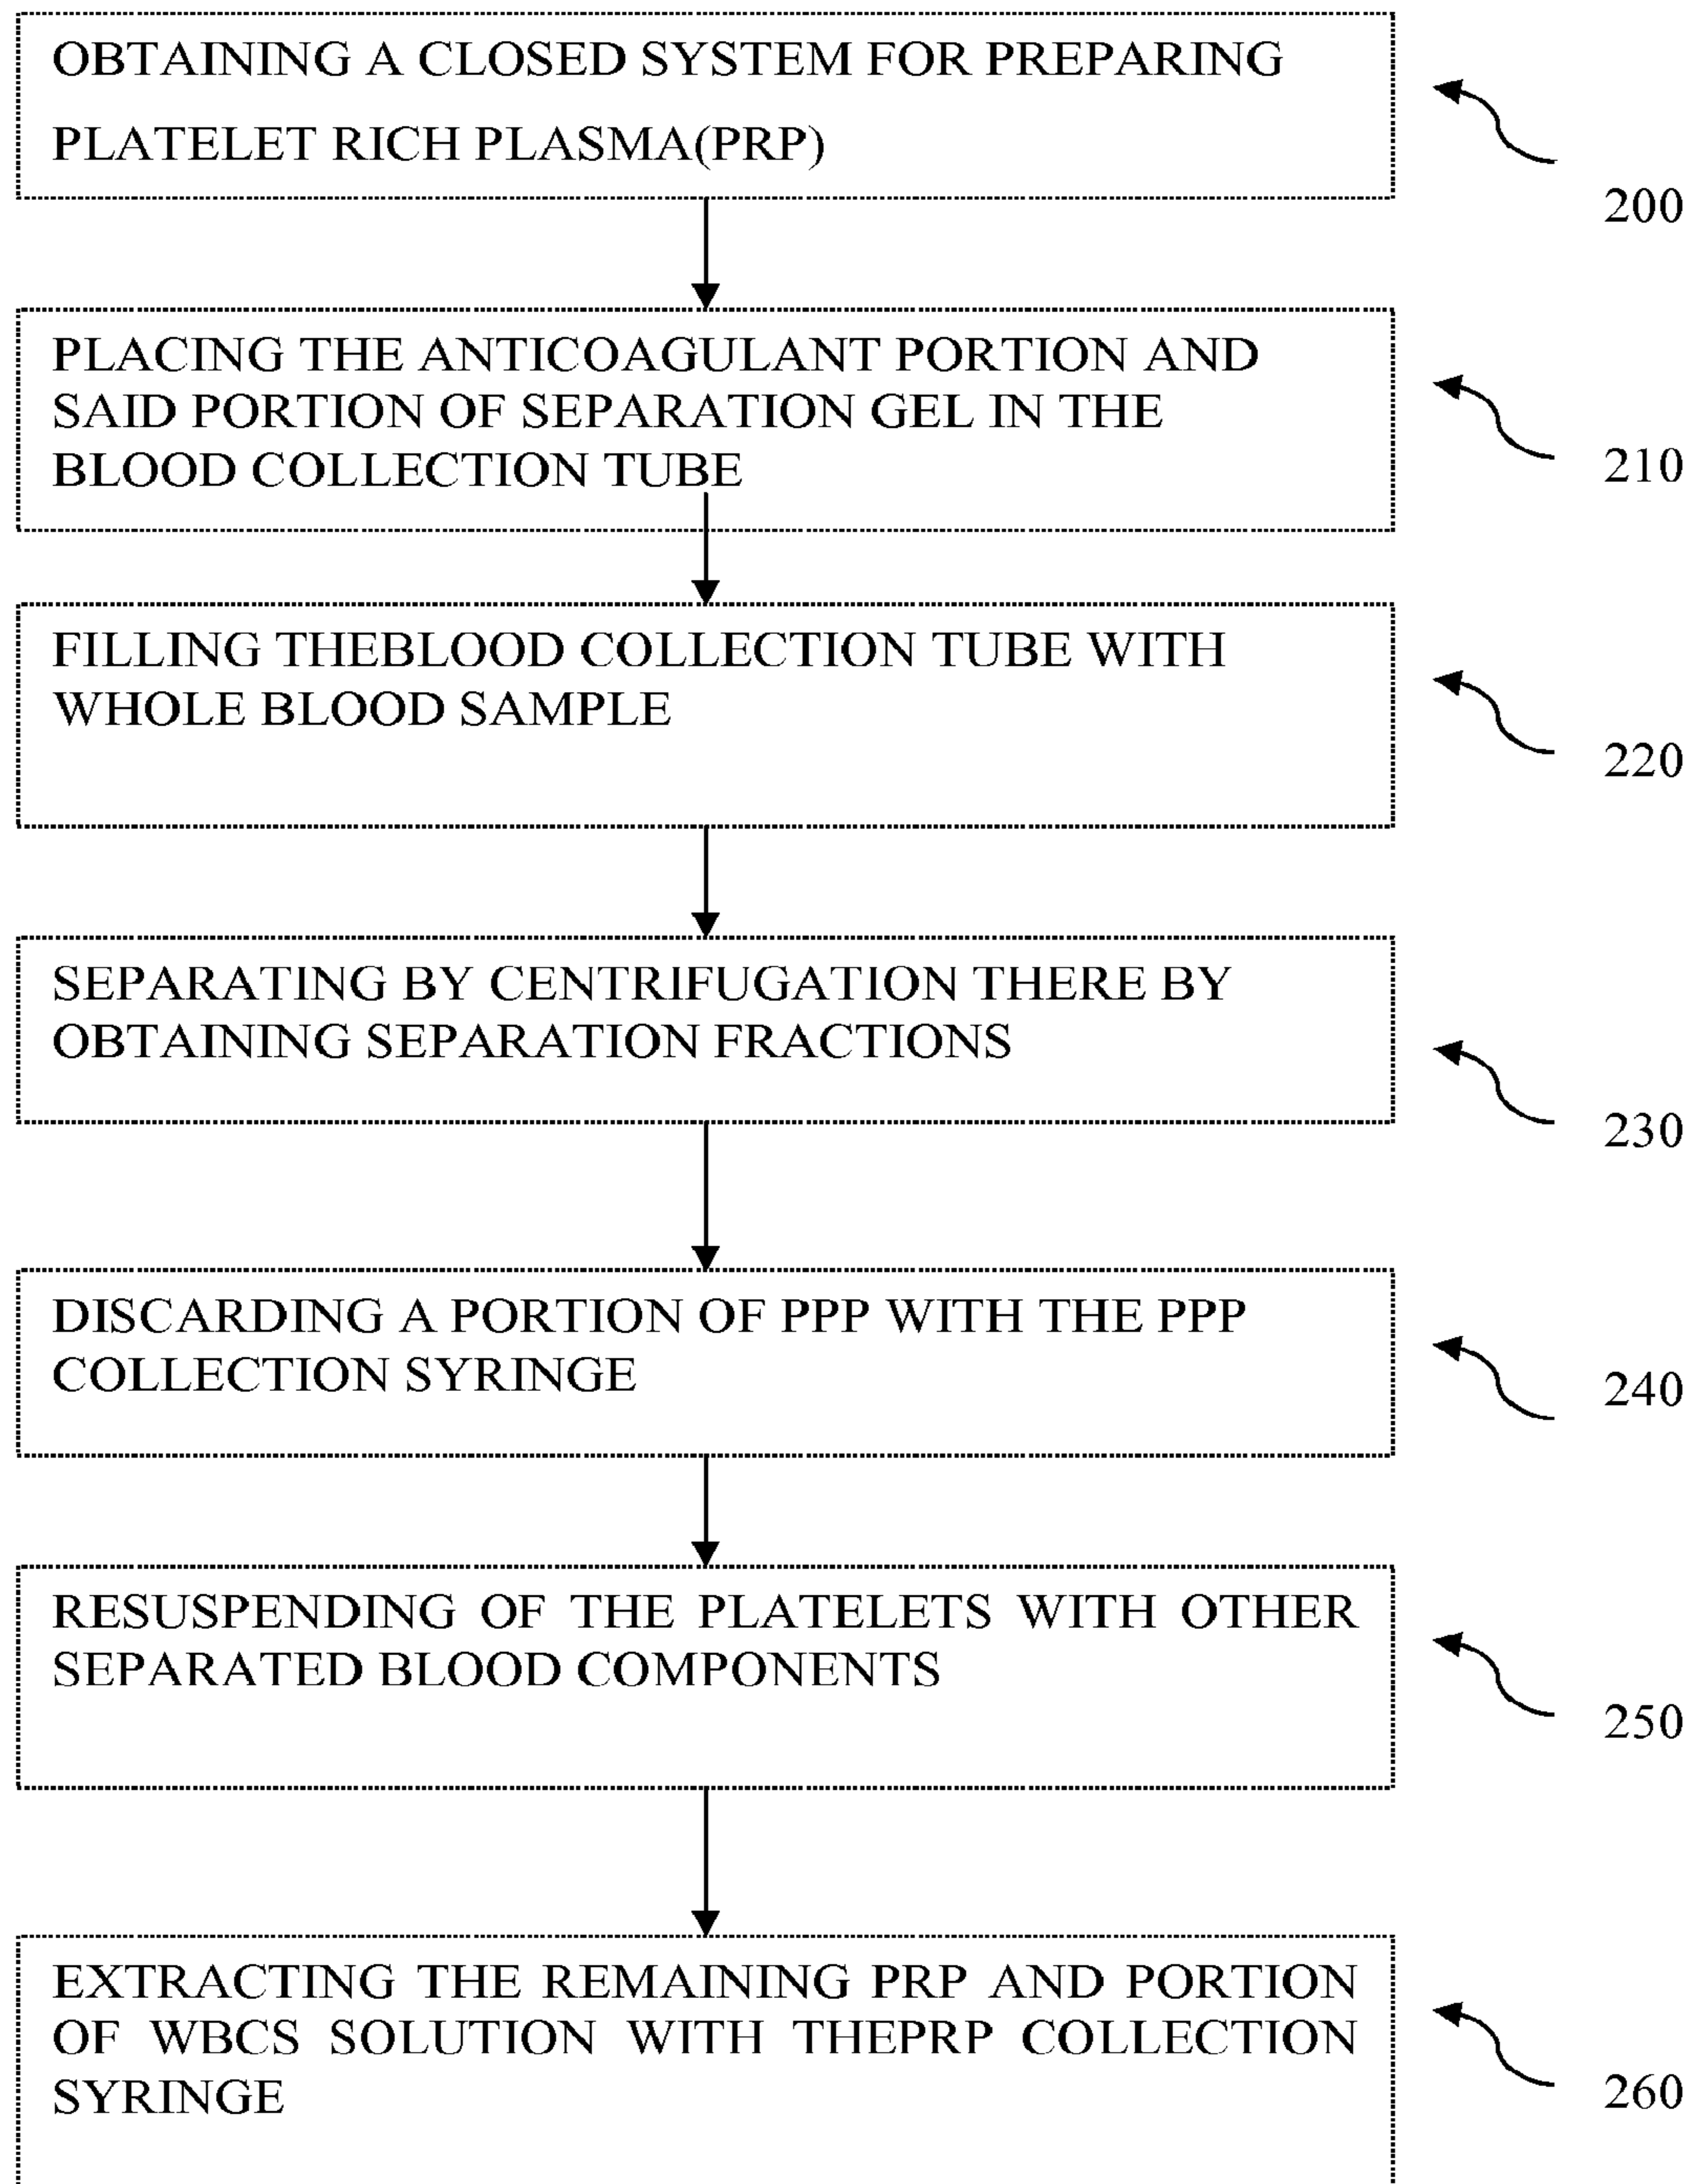 OBTAINING A CLOSED SYSTEM FOR PREPARING
PLATELET RICH PLASMA(PRP)
200
PLACING THE ANTICOAGULANT PORTION AND
SAID PORTION OF SEPARATION GEL IN THE
BLOOD COLLECTION TUBE
210
FILLING THEBLOOD COLLECTION TUBE WITH
WHOLE BLOOD SAMPLE
220
SEPARATING BY CENTRIFUGATION THERE BY
OBTAINING SEPARATION FRACTIONS
230
DISCARDING A PORTION OF PPP WITH THE PPP
COLLECTION SYRINGE
240
RESUSPENDING OF THE PLATELETS WITH OTHER
SEPARATED BLOOD COMPONENTS
250
EXTRACTING THE REMAINING PRP AND PORTION
OF WBCS SOLUTION WITH THEPRP COLLECTION
SYRINGE
260